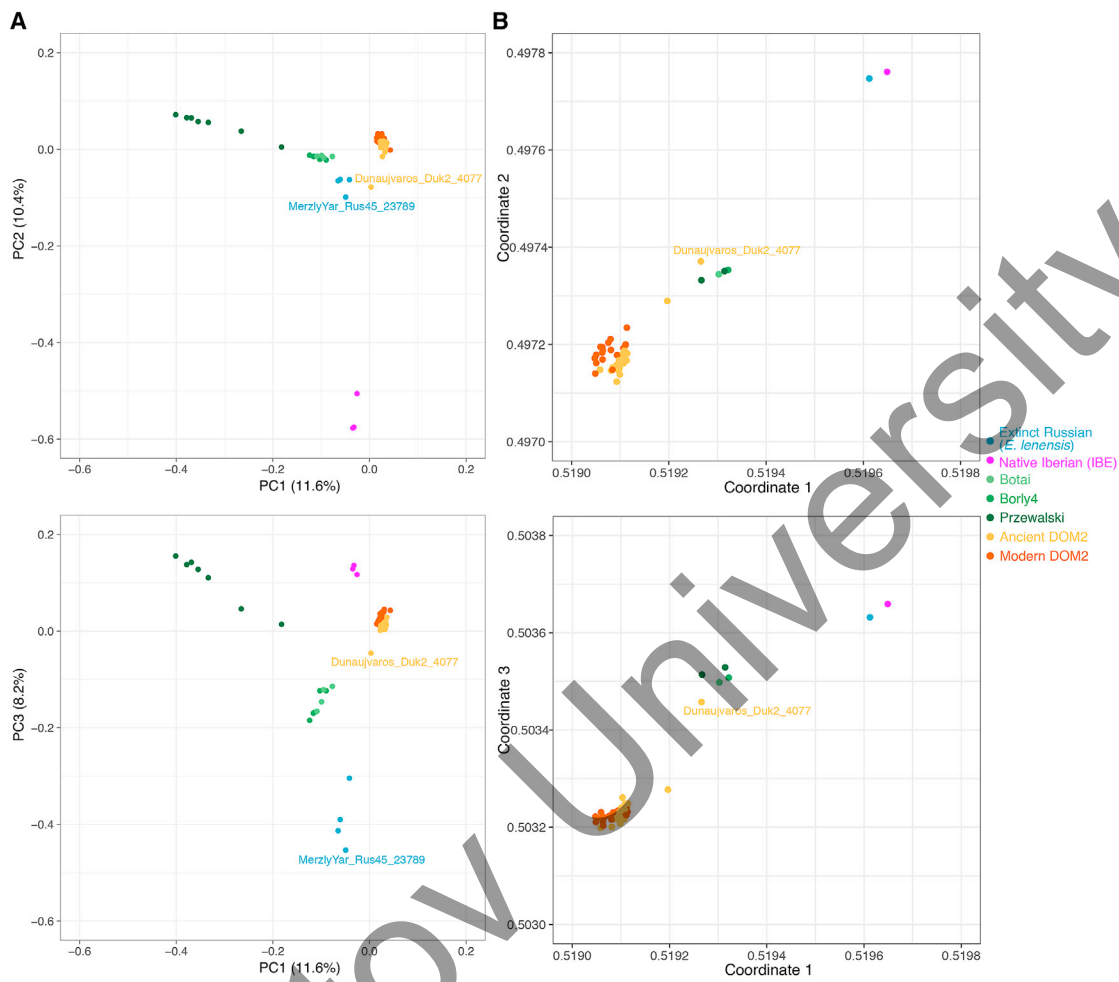 A
B
0.2
0.0
−0.2
−0.4
−0.6
PC2 (10.4%)
Dunaujvaros_Duk2_4077
MerzlyYar_Rus45_23789
−0.6
−0.4
−0.2
0.0
0.2
PC1 (11.6%)
0.4978
0.4976
0.4974
0.4972
0.4970
Coordinate 2
Dunaujvaros_Duk2_4077
0.5190
0.5192
0.5194
0.5196
0.5198
Coordinate 1
Extinct Russian
(E. lenensis)
Native Iberian (IBE)
Botai
Borly4
Przewalski
Ancient DOM2
Modern DOM2
0.2
0.0
−0.2
−0.4
−0.6
PC3 (8.2%)
Dunaujvaros_Duk2_4077
MerzlyYar_Rus45_23789
−0.6
−0.4
−0.2
0.0
0.2
PC1 (11.6%)
0.5038
0.5036
0.5034
0.5032
0.5030
Coordinate 3
Dunaujvaros_Duk2_4077
0.5190
0.5192
0.5194
0.5196
0.5198
Coordinate 1
tov University